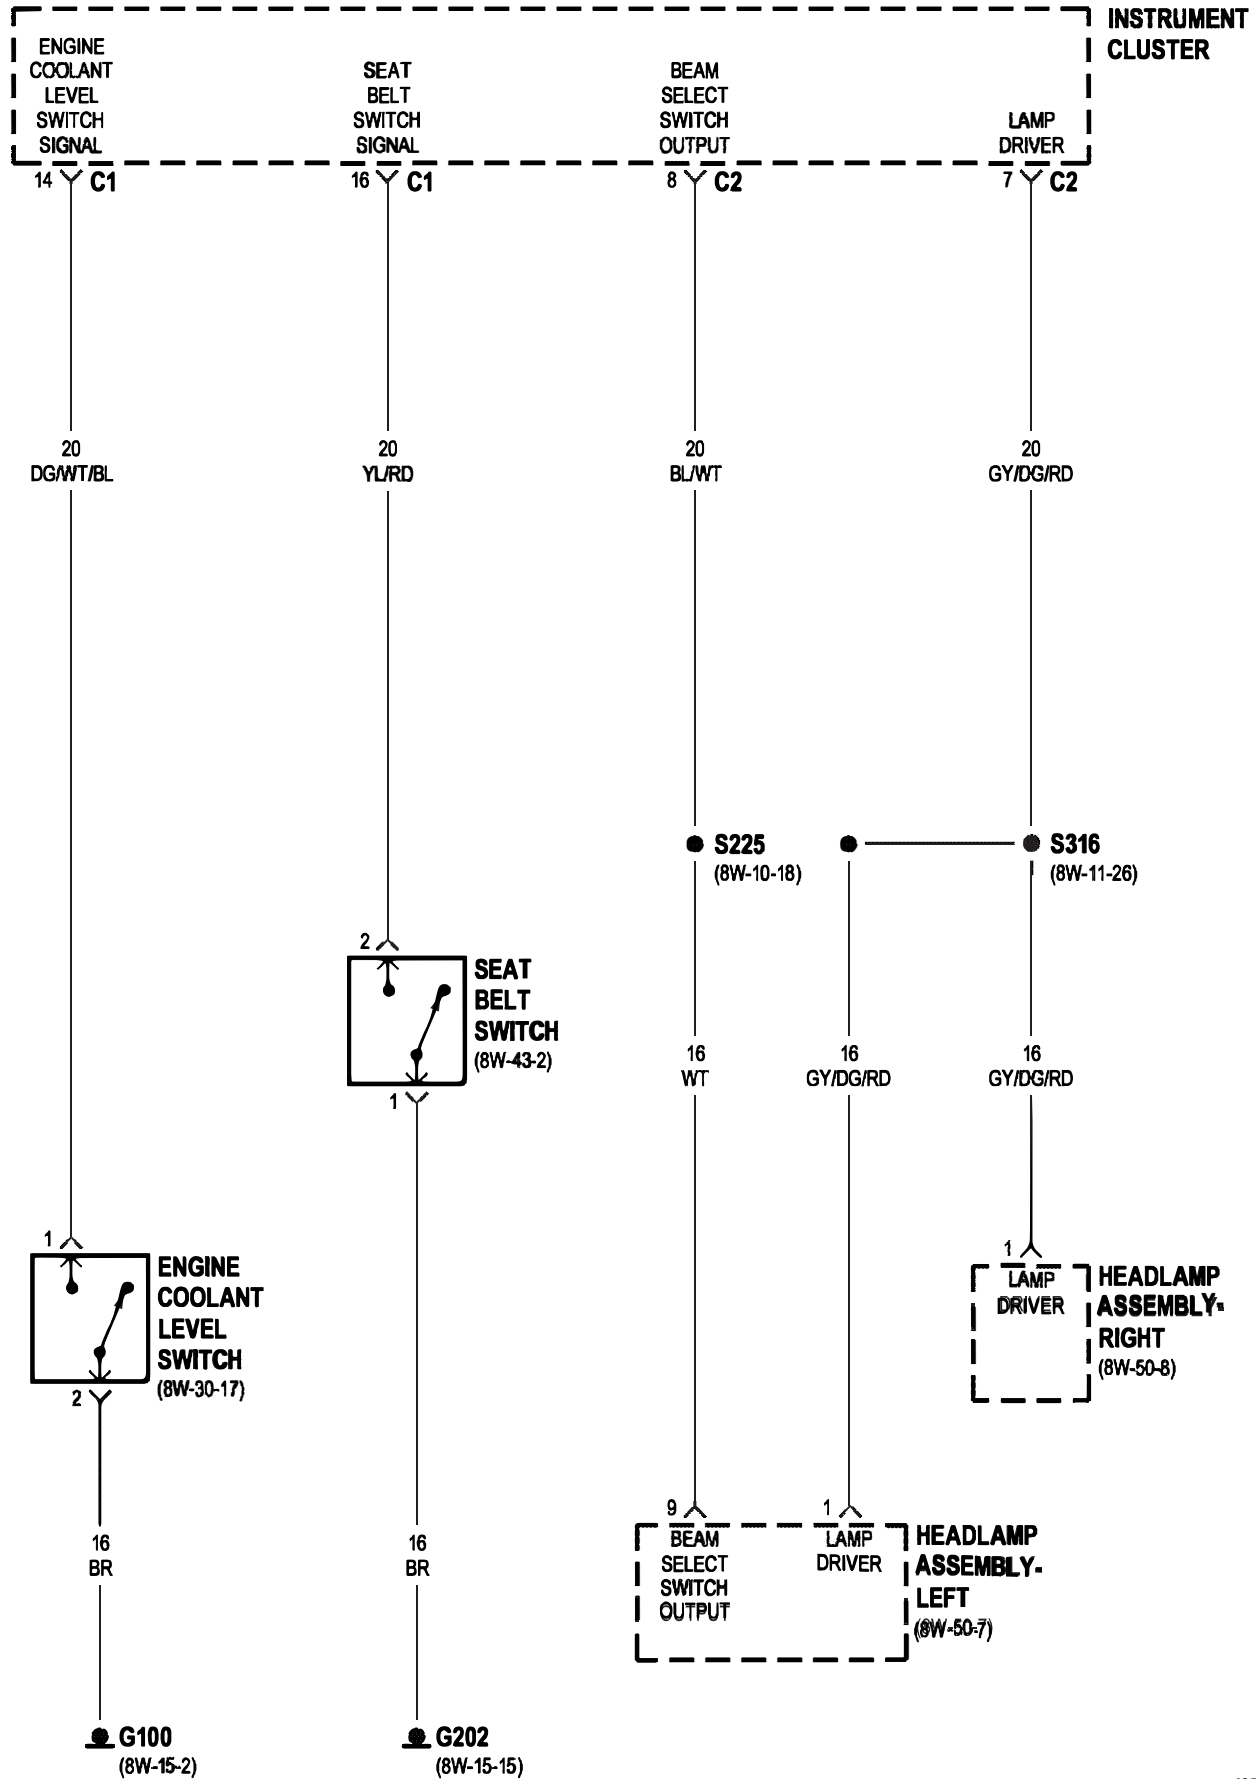 INSTRUMENT
CLUSTER
ENGINE
COOLANT
LEVEL
SWITCH
SIGNAL
SEAT
BELT
SWITCH
SIGNAL
BEAM
SELECT
SWITCH
OUTPUT
LAMP
DRIVER
14 C1
16 C1
8 C2
7 C2
20
DG/WT/BL
20
YL/RD
20
BL/WT
20
GY/DG/RD
S225
(8W-10-18)
S316
(8W-11-26)
2
SEAT
BELT
SWITCH
(8W-43-2)
1
16
WT
16
GY/DG/RD
16
GY/DG/RD
1
ENGINE
COOLANT
LEVEL
SWITCH
(8W-30-17)
2
1
LAMP
DRIVER
HEADLAMP
ASSEMBLY-
RIGHT
(8W-50-8)
9
BEAM
SELECT
SWITCH
OUTPUT
1
LAMP
DRIVER
HEADLAMP
ASSEMBLY-
LEFT
(8W-50-7)
16
BR
16
BR
G100
(8W-15-2)
G202
(8W-15-15)